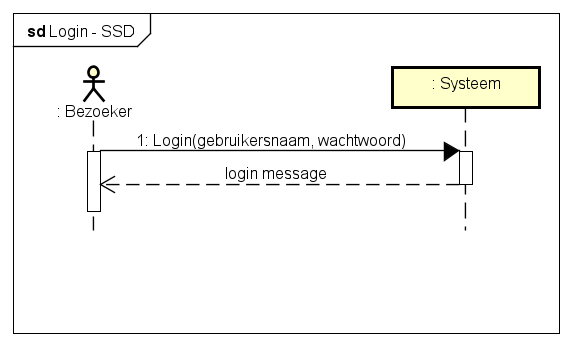 sd Login - SSD
: Bezoeker
: Systeem
1: Login(gebruikersnaam, wachtwoord)
login message